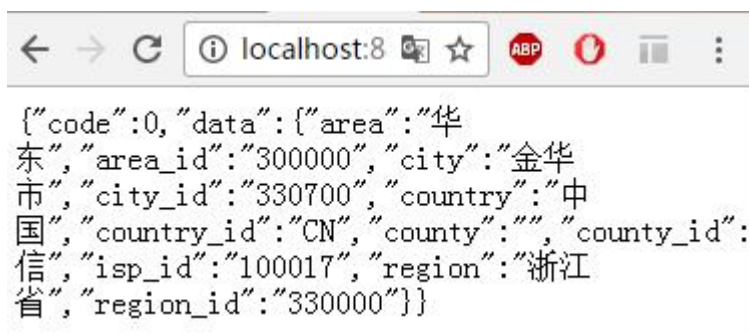 localhost:8
ABP
{"code":0,"data":{"area":"华
东","area_id":"300000","city":"金华
市","city_id":"330700","country":"中
国","country_id":"CN","county":"","county_id":
信","isp_id":"100017","region":"浙江
省","region_id":"330000"}}